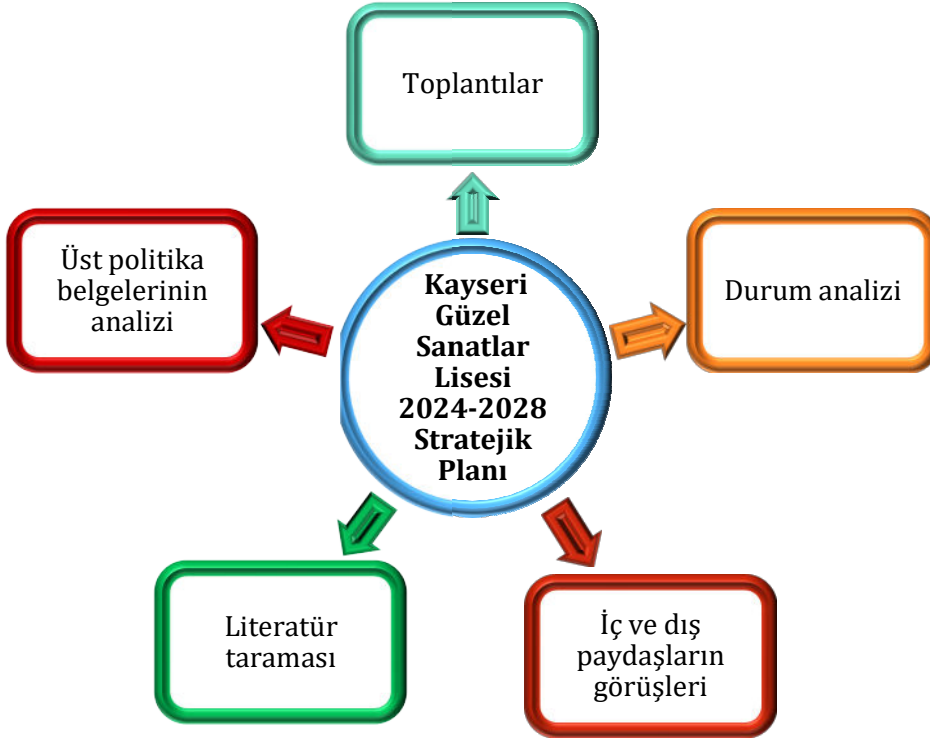 Toplantılar
Üst politika
belgelerinin
analizi
Kayseri
Güzel
Sanatlar
Lisesi
2024-2028
Stratejik
Planı
Durum analizi
Literatür
taraması
İç ve dış
paydaşların
görüşleri